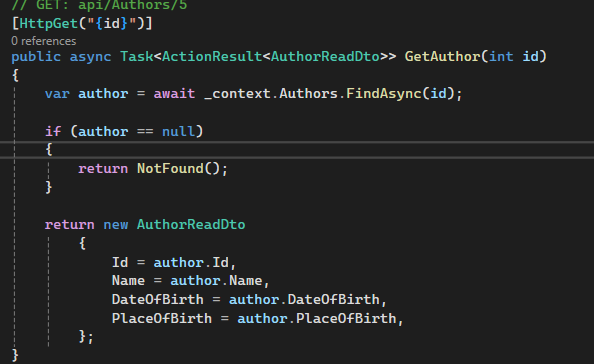 // GET: api/Authors/5
[HttpGet("{id}")]
0 references
public async Task<ActionResult<AuthorReadDto>> GetAuthor(int id)
{
    var author = await _context.Authors.FindAsync(id);

    if (author == null)
    {
        return NotFound();
    }

    return new AuthorReadDto
        {
            Id = author.Id,
            Name = author.Name,
            DateOfBirth = author.DateOfBirth,
            PlaceOfBirth = author.PlaceOfBirth,
        };
}